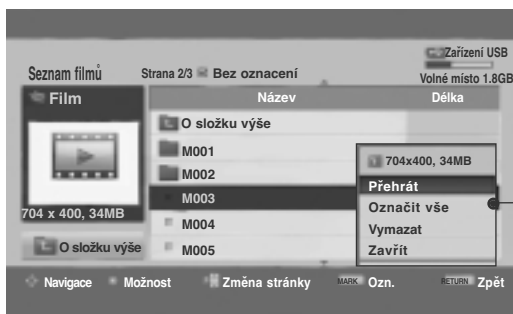 Zařízení USB
Seznam filmů
Strana 2/3 Bez oznacení
Volné místo 1.8GB
Film
Název
Délka
O složku výše
M001
M002
M003
M004
M005
704x400, 34MB
Přehrát
Označit vše
Vymazat
Zavřít
704 x 400, 34MB
O složku výše
Navigace
Možnost
Změna stránky
MARK Ozn.
RETURN Zpět